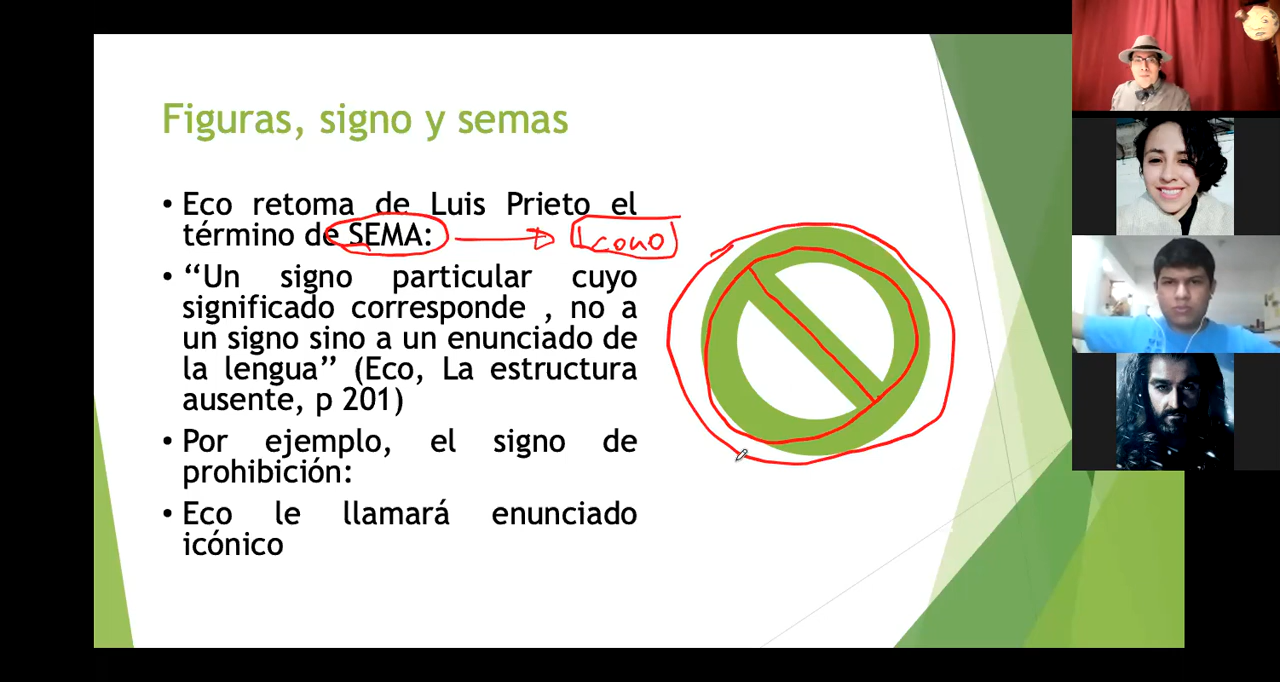 Figuras, signo y semas
• Eco retoma de Luis Prieto el
término de SEMA:
Icono
• “Un signo particular cuyo
significado corresponde , no a
un signo sino a un enunciado de
la lengua” (Eco, La estructura
ausente, p 201)
• Por ejemplo, el signo de
prohibición:
• Eco le llamará enunciado
icónico